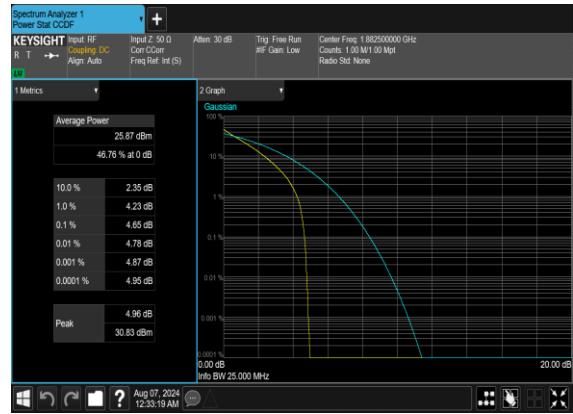 Spectrum Analyzer 1
Power Stat CCDF
KEYSIGHT
R T
LW
Input: RF
Coupling: DC
Align: Auto
Input Z: 50 Ω
Corr CCorr
Freq Ref: Int (S)
Atten: 30 dB
Trig: Free Run
#IF Gain: Low
Center Freq: 1.882500000 GHz
Counts: 1.00 M/1.00 Mpt
Radio Std: None
1 Metrics
Average Power
25.87 dBm
46.76 % at 0 dB
10.0 % 2.35 dB
1.0 % 4.23 dB
0.1 % 4.65 dB
0.01 % 4.78 dB
0.001 % 4.87 dB
0.0001 % 4.95 dB
Peak
4.96 dB
30.83 dBm
2 Graph
Gaussian
100 %
10 %
1 %
0.1 %
0.01 %
0.001 %
0.0001 %
0.00 dB
20.00 dB
Info BW 25.000 MHz
?
Aug 07, 2024
12:33:19 AM